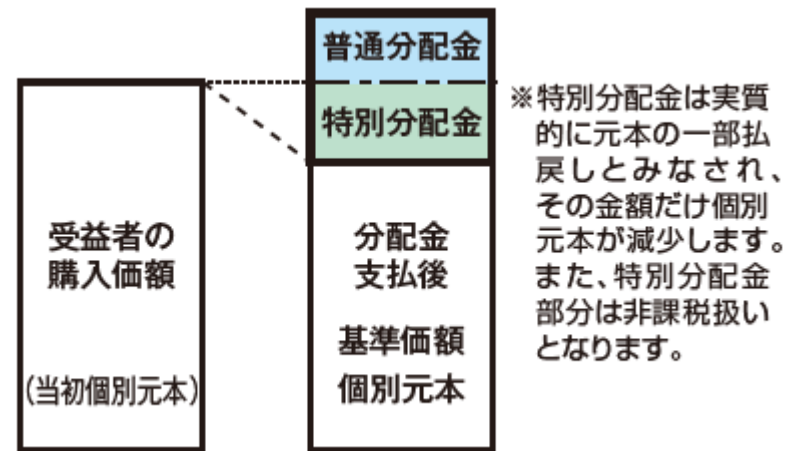 普通分配金
特別分配金
受益者の
購入価額
(当初個別元本)
分配金
支払後
基準価額
個別元本
※特別分配金は実質
的に元本の一部払
戻しとみなされ、
その金額だけ個別
元本が減少します。
また、特別分配金
部分は非課税扱い
となります。